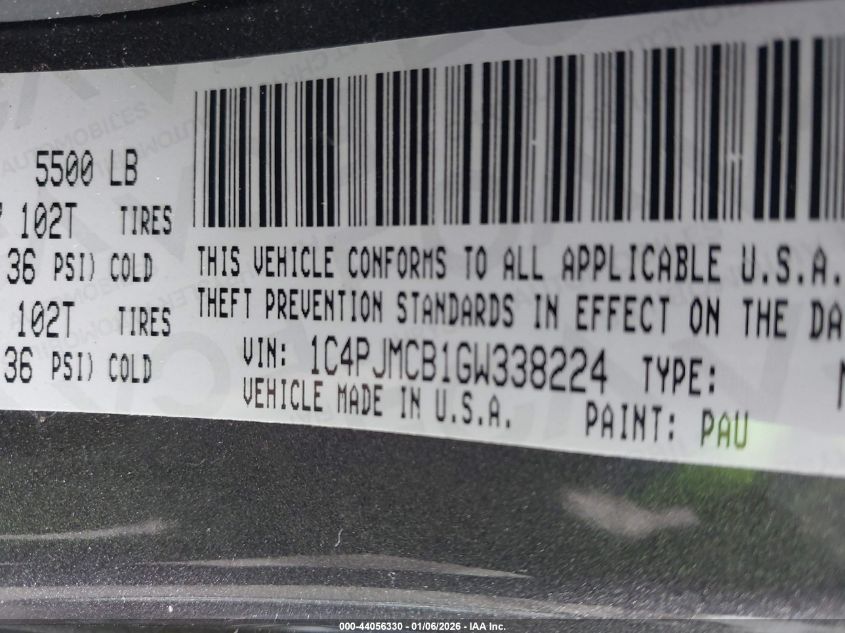 5500 LB
102T TIRES
36 PSI) COLD
102T TIRES
36 PSI) COLD
THIS VEHICLE CONFORMS TO ALL APPLICABLE U.S.A.
THEFT PREVENTION STANDARDS IN EFFECT ON THE DA
VIN: 1C4PJMCB1GW338224 TYPE:
VEHICLE MADE IN U.S.A. PAINT: PAU
000-44056330 - 01/06/2026 - IAA Inc.